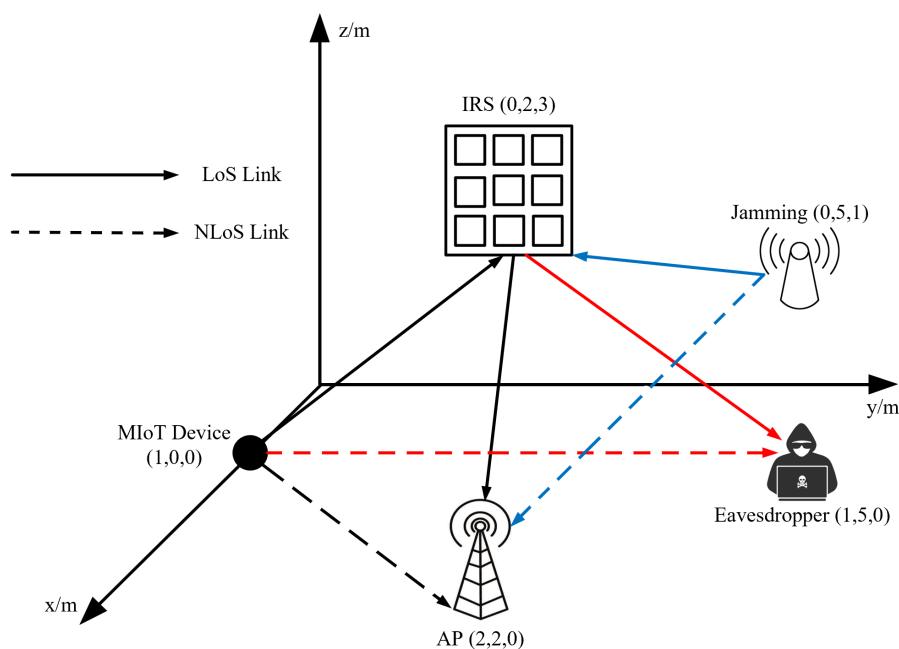 z/m
IRS (0,2,3)
LoS Link
Jamming (0,5,1)
NLoS Link
y/m
MIoT Device
(1,0,0)
Eavesdropper (1,5,0)
x/m
AP (2,2,0)